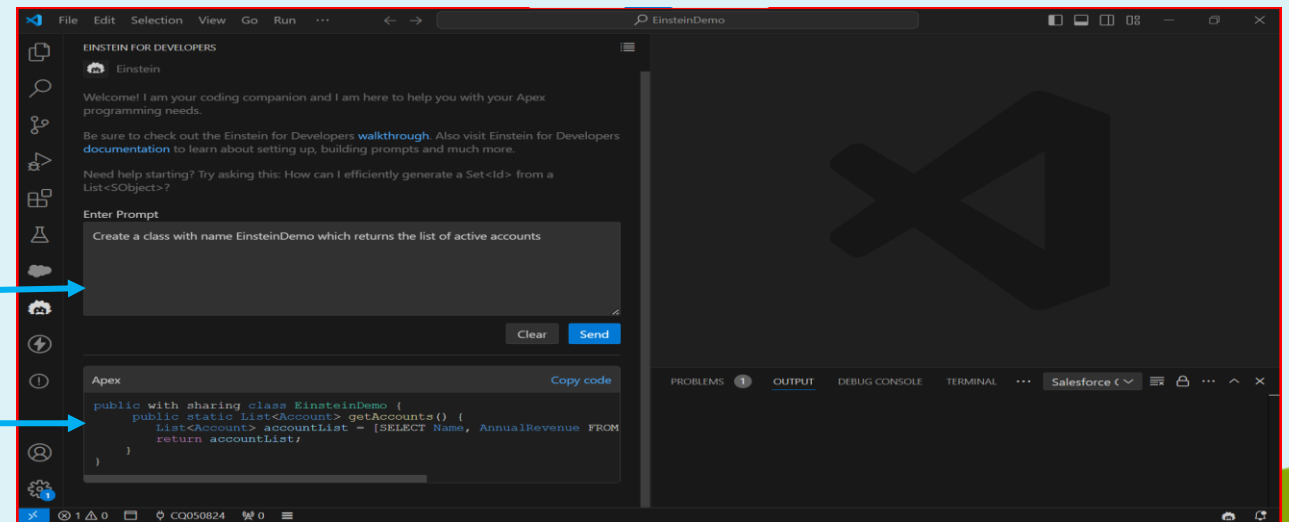 File Edit Selection View Go Run ··· EinsteinDemo
EINSTEIN FOR DEVELOPERS
Einstein
Welcome! I am your coding companion and I am here to help you with your Apex
programming needs.
Be sure to check out the Einstein for Developers walkthrough. Also visit Einstein for Developers
documentation to learn about setting up, building prompts and much more.
Need help starting? Try asking this: How can I efficiently generate a Set<Id> from a
List<SObject>?
Enter Prompt
Create a class with name EinsteinDemo which returns the list of active accounts
Clear Send
Apex Copy code
public with sharing class EinsteinDemo {
public static List<Account> getAccounts() {
List<Account> accountList = [SELECT Name, AnnualRevenue FROM
return accountList;
}
}
PROBLEMS 1 OUTPUT DEBUG CONSOLE TERMINAL ··· Salesforce (
1
1 0 CQ050824 0